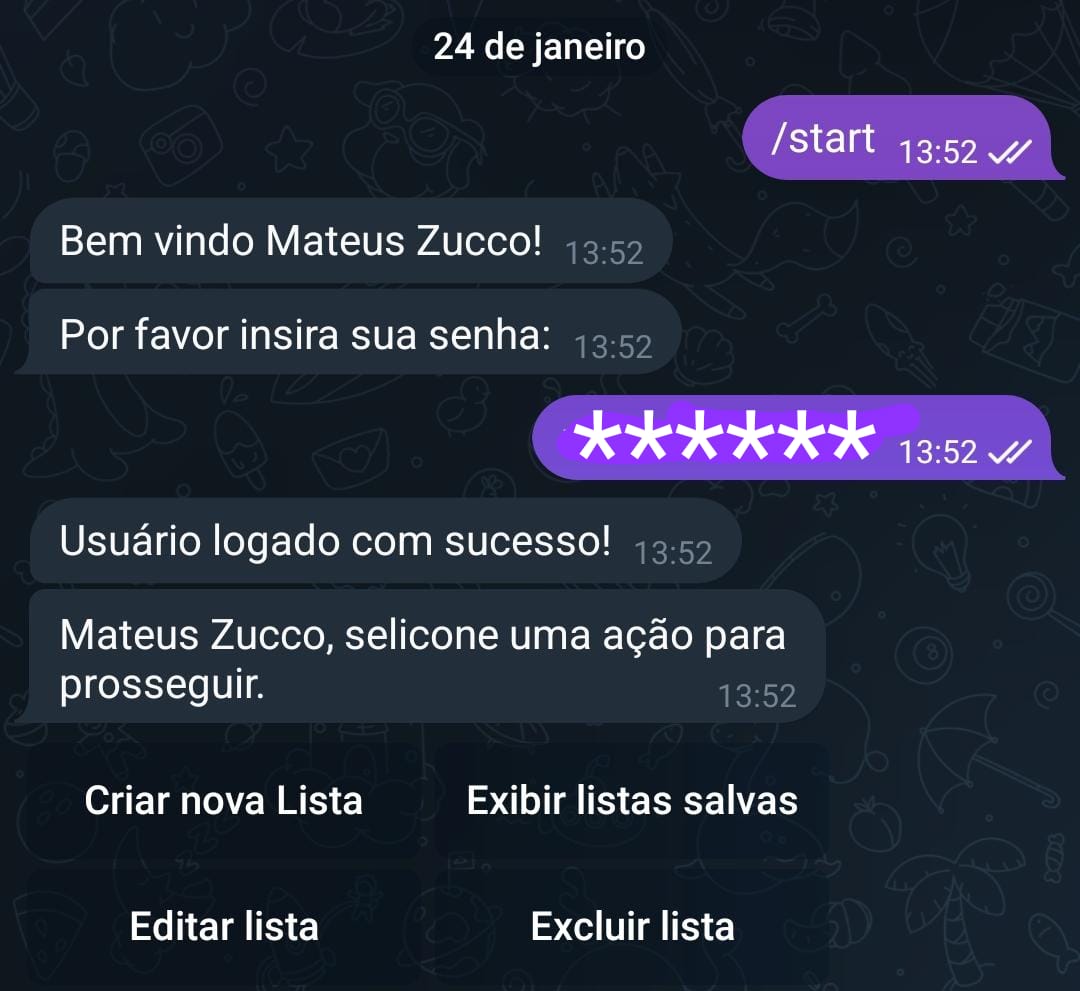 24 de janeiro
/start 13:52
Bem vindo Mateus Zucco! 13:52
Por favor insira sua senha: 13:52
****** 13:52
Usuário logado com sucesso! 13:52
Mateus Zucco, selicone uma ação para
prosseguir. 13:52
Criar nova Lista Exibir listas salvas
Editar lista Excluir lista